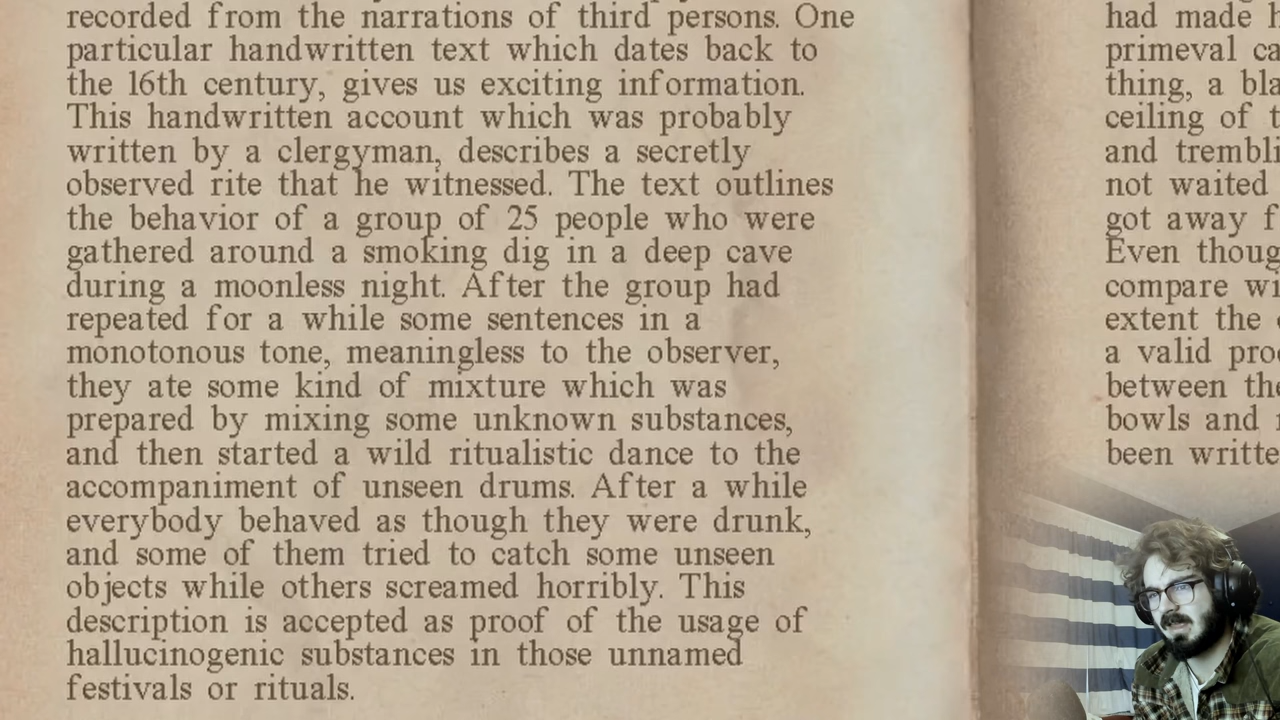 recorded from the narrations of third persons. One
particular handwritten text which dates back to
the 16th century, gives us exciting information.
This handwritten account which was probably
written by a clergyman, describes a secretly
observed rite that he witnessed. The text outlines
the behavior of a group of 25 people who were
gathered around a smoking dig in a deep cave
during a moonless night. After the group had
repeated for a while some sentences in a
monotonous tone, meaningless to the observer,
they ate some kind of mixture which was
prepared by mixing some unknown substances,
and then started a wild ritualistic dance to the
accompaniment of unseen drums. After a while
everybody behaved as though they were drunk,
and some of them tried to catch some unseen
objects while others screamed horribly. This
description is accepted as proof of the usage of
hallucinogenic substances in those unnamed
festivals or rituals.
had made
primeval
thing, a
ceiling of
and
not waited
got away
Even
compare
extent the
a valid
between
bowls and
been